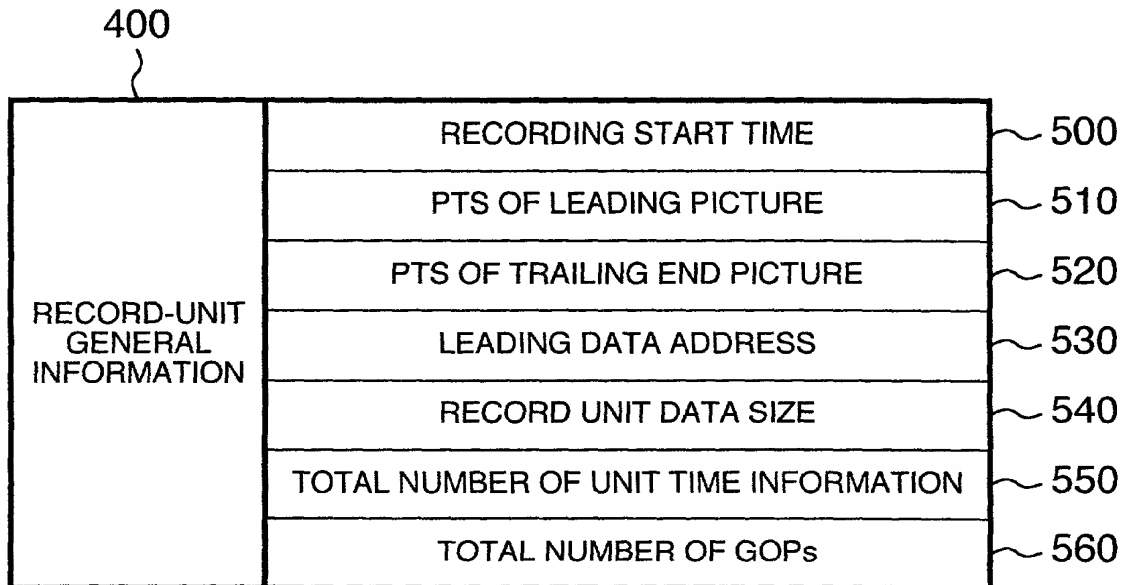 400
RECORDING START TIME 500
PTS OF LEADING PICTURE 510
PTS OF TRAILING END PICTURE 520
RECORD-UNIT
GENERAL
INFORMATION
LEADING DATA ADDRESS 530
RECORD UNIT DATA SIZE 540
TOTAL NUMBER OF UNIT TIME INFORMATION 550
TOTAL NUMBER OF GOPs 560